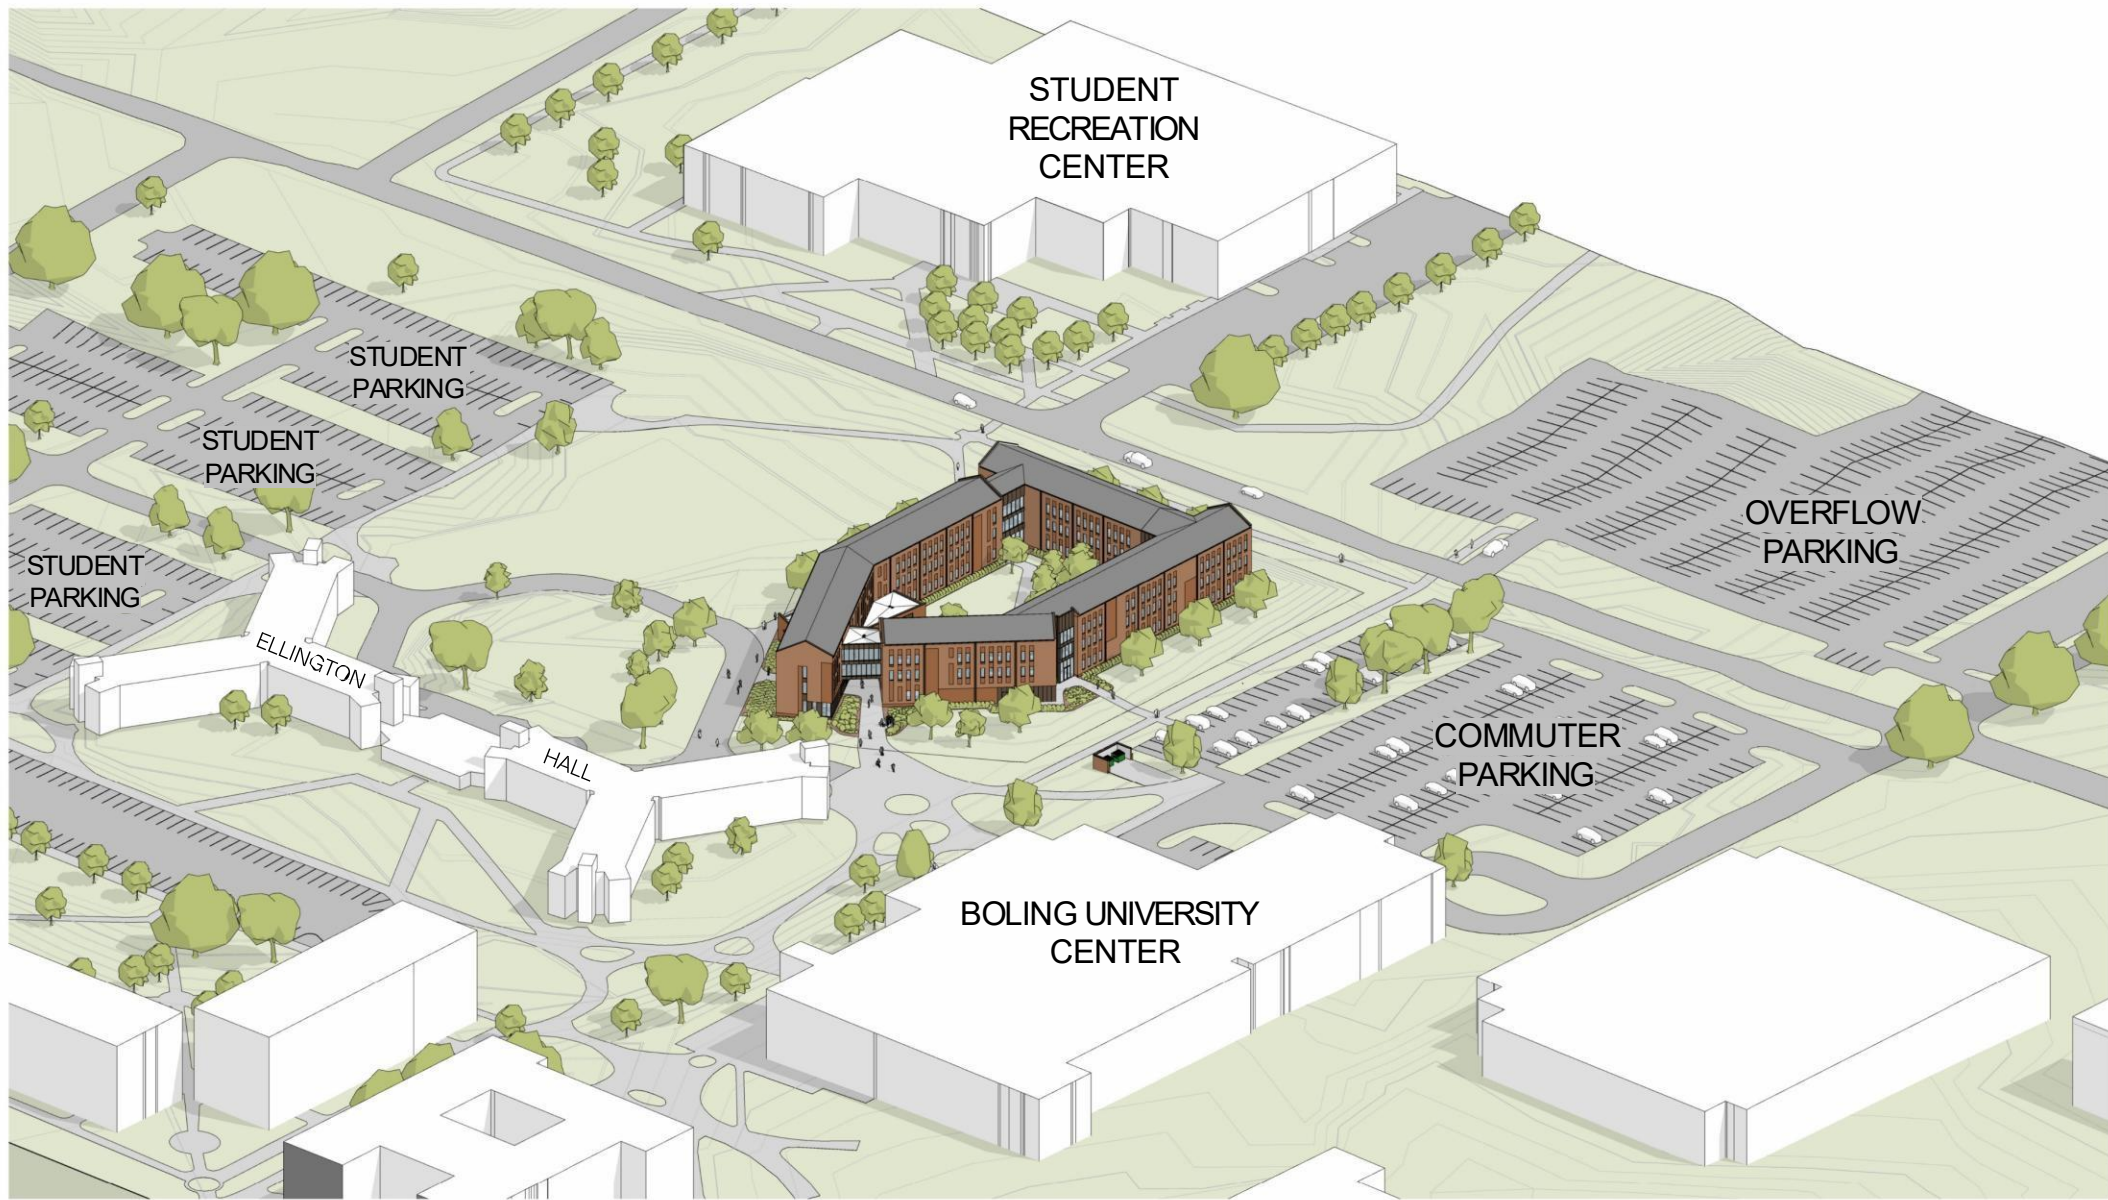 STUDENT
RECREATION
CENTER
STUDENT
PARKING
STUDENT
PARKING
STUDENT
PARKING
OVERFLOW
PARKING
ELLINGTON
HALL
COMMUTER
PARKING
BOLING UNIVERSITY
CENTER